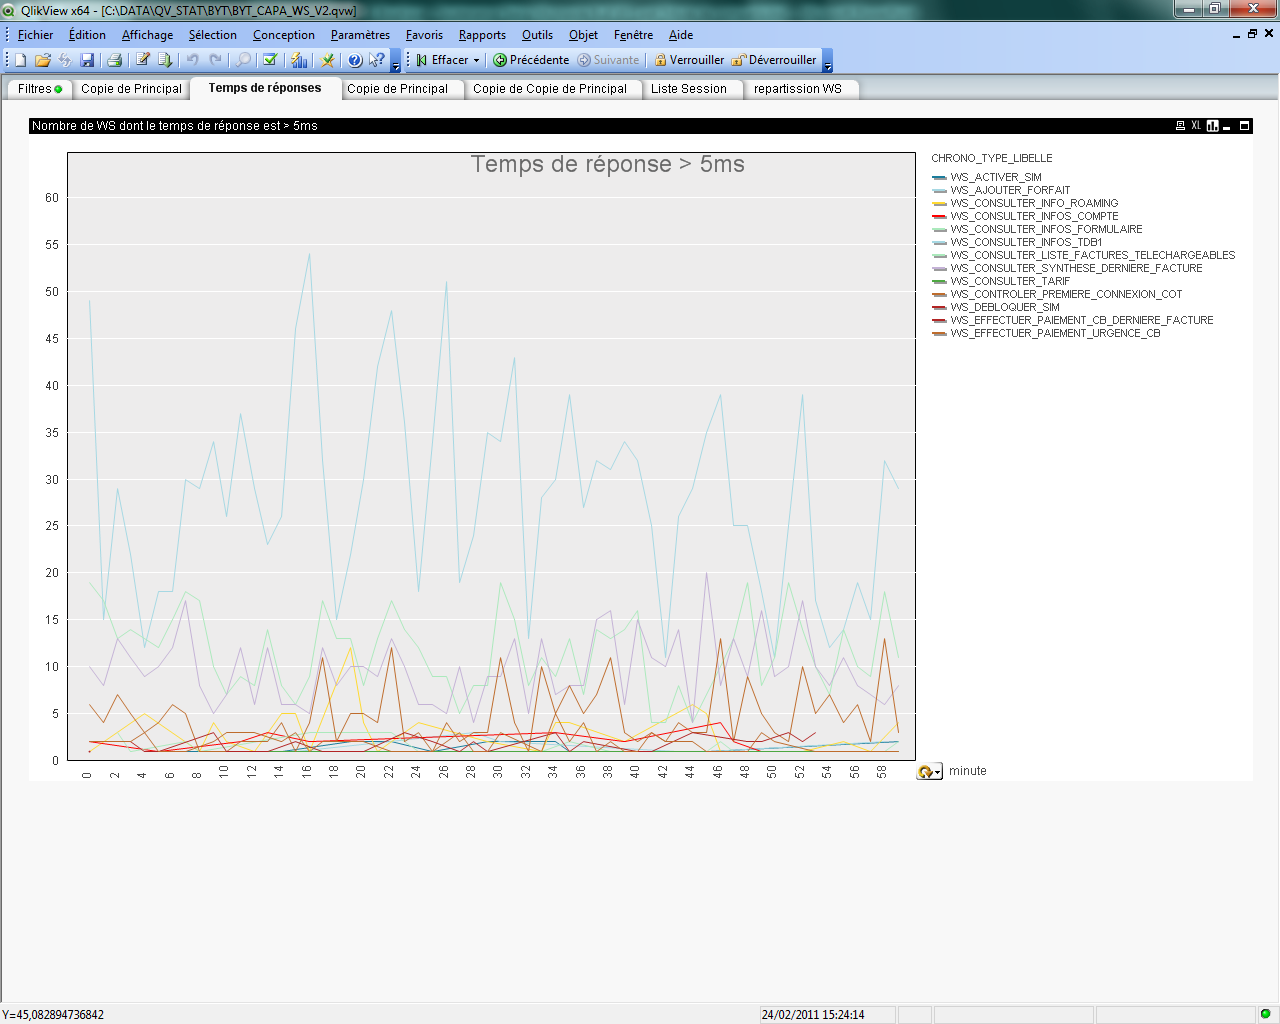 QlikView x64 - [C:\DATA\QV_STAT\BYT\BYT_CAPA_WS_V2.qvw]
Fichier Édition Affichage Sélection Conception Paramètres Favoris Rapports Outils Objet Fenêtre Aide
Effacer Précédente Suivante Verrouiller Déverrouiller
Filtres Copie de Principal Temps de réponses Copie de Principal Copie de Copie de Principal Liste Session repartission WS
Nombre de WS dont le temps de réponse est > 5ms XL
Temps de réponse > 5ms
60
55
50
45
40
35
30
25
20
15
10
5
0
0 2 4 6 8 10 12 14 16 18 20 22 24 26 28 30 32 34 36 38 40 42 44 46 48 50 52 54 56 58
minute
CHRONO_TYPE_LIBELLE
WS_ACTIVER_SIM
WS_AJOUTER_FORFAIT
WS_CONSULTER_INFO_ROAMING
WS_CONSULTER_INFOS_COMPTE
WS_CONSULTER_INFOS_FORMULAIRE
WS_CONSULTER_INFOS_TDB1
WS_CONSULTER_LISTE_FACTURES_TELECHARGEABLES
WS_CONSULTER_SYNTHESE_DERNIERE_FACTURE
WS_CONSULTER_TARIF
WS_CONTROLER_PREMIERE_CONNEXION_COT
WS_DEBLOQUER_SIM
WS_EFFECTUER_PAIEMENT_CB_DERNIERE_FACTURE
WS_EFFECTUER_PAIEMENT_URGENCE_CB
Y=45,082894736842
24/02/2011 15:24:14